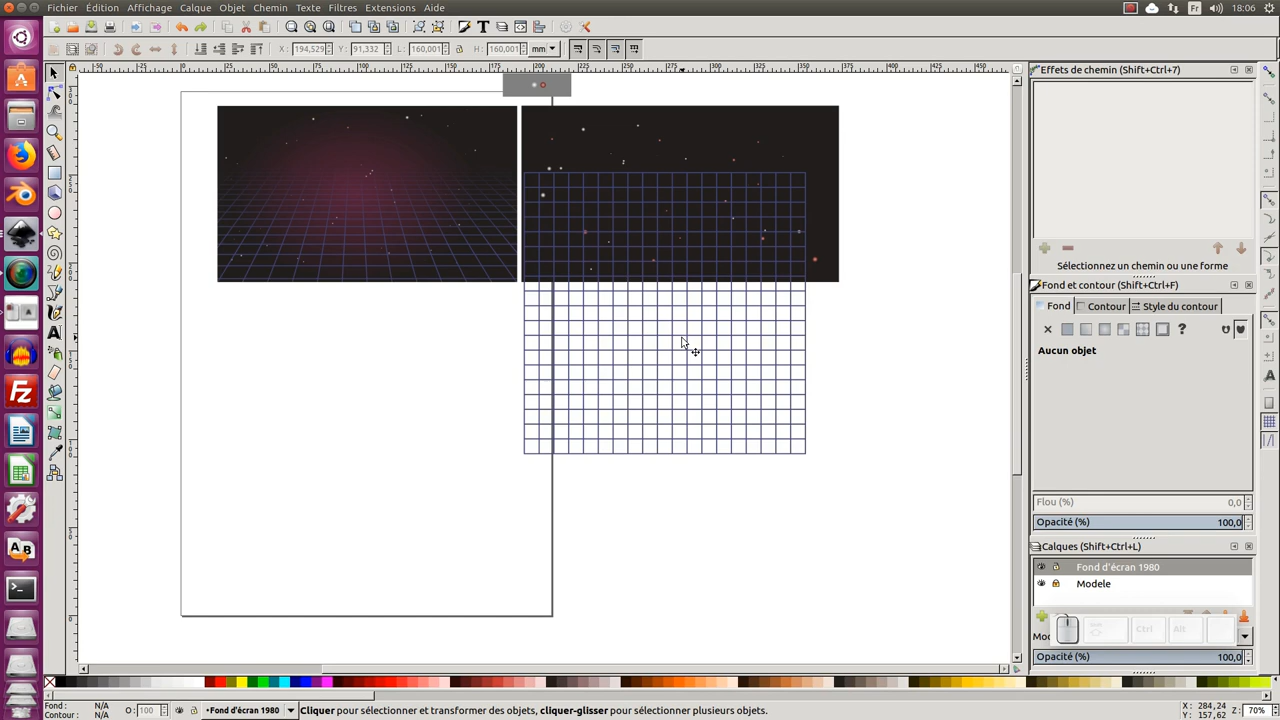 Fichier Édition Affichage Calque Objet Chemin Texte Filtres Extensions Aide
Fr 18:06
X: 194,529 Y: 91,332 L: 160,001 H: 160,001 mm
Effets de chemin (Shift+Ctrl+7)
Sélectionnez un chemin ou une forme
Fond et contour (Shift+Ctrl+F)
Fond Contour Style du contour
Aucun objet
Flou (%) 0,0
Opacité (%) 100,0
Calques (Shift+Ctrl+L)
Fond d'écran 1980
Modele
Ctrl Alt
Opacité (%) 100,0
Fond : N/A
Contour : N/A
O: 100
•Fond d'écran 1980
Cliquer pour sélectionner et transformer des objets, cliquer-glisser pour sélectionner plusieurs objets.
X: 284,24
Y: 157,62
Z: 70%